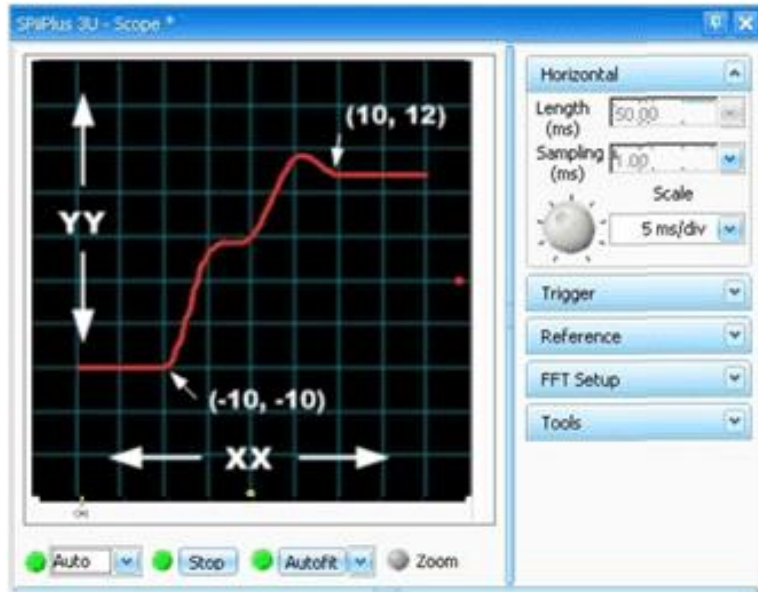 SPiiPlus 3U - Scope *
Horizontal
(10, 12)
Length
(ms)
50.00
Sampling
(ms)
1.00
Scale
YY
5 ms/div
Trigger
Reference
FFT Setup
(-10, -10)
Tools
XX
Auto
Stop
Autofit
Zoom